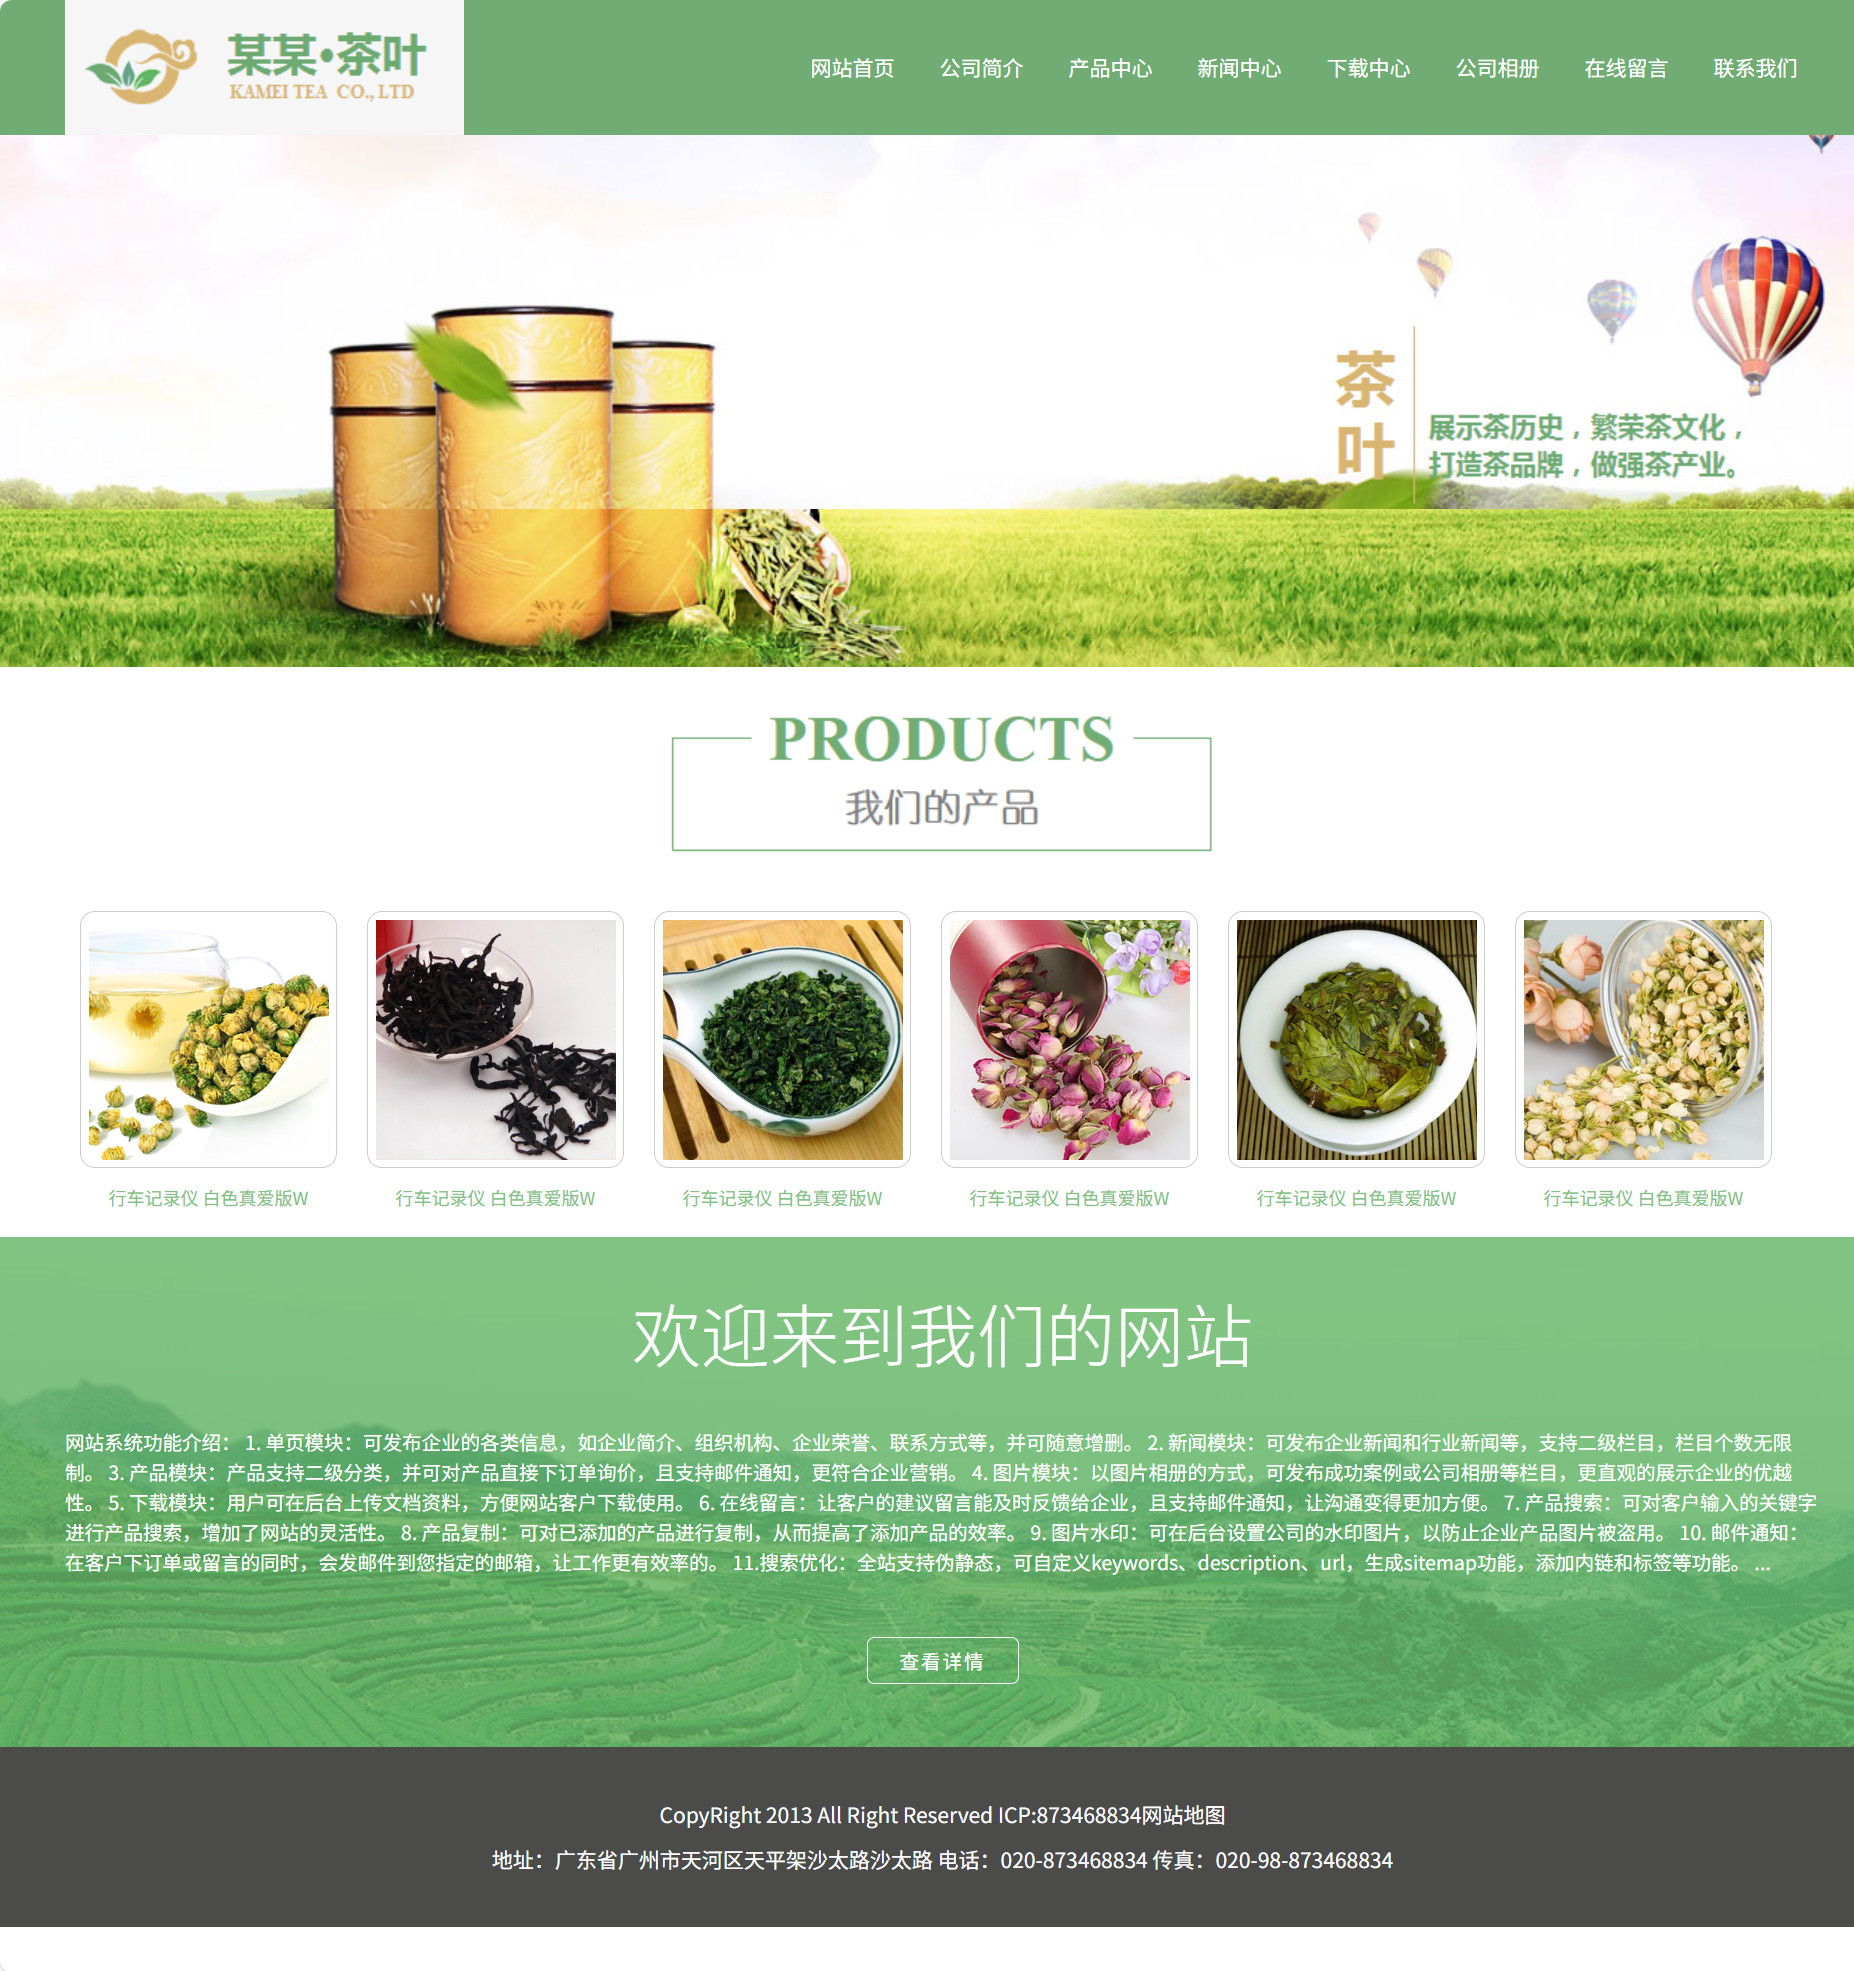 某某•茶叶
KAMEI TEA CO., LTD
网站首页 公司简介 产品中心 新闻中心 下载中心 公司相册 在线留言 联系我们
茶叶
展示茶历史，繁荣茶文化，
打造茶品牌，做强茶产业。
PRODUCTS
我们的产品
行车记录仪 白色真爱版W 行车记录仪 白色真爱版W 行车记录仪 白色真爱版W 行车记录仪 白色真爱版W 行车记录仪 白色真爱版W 行车记录仪 白色真爱版W
欢迎来到我们的网站
网站系统功能介绍： 1. 单页模块：可发布企业的各类信息，如企业简介、组织机构、企业荣誉、联系方式等，并可随意增删。 2. 新闻模块：可发布企业新闻和行业新闻等，支持二级栏目，栏目个数无限
制。 3. 产品模块：产品支持二级分类，并可对产品直接下订单询价，且支持邮件通知，更符合企业营销。 4. 图片模块：以图片相册的方式，可发布成功案例或公司相册等栏目，更直观的展示企业的优越
性。 5. 下载模块：用户可在后台上传文档资料，方便网站客户下载使用。 6. 在线留言：让客户的建议留言能及时反馈给企业，且支持邮件通知，让沟通变得更加方便。 7. 产品搜索：可对客户输入的关键字
进行产品搜索，增加了网站的灵活性。 8. 产品复制：可对已添加的产品进行复制，从而提高了添加产品的效率。 9. 图片水印：可在后台设置公司的水印图片，以防止企业产品图片被盗用。 10. 邮件通知：
在客户下订单或留言的同时，会发邮件到您指定的邮箱，让工作更有效率的。 11.搜索优化：全站支持伪静态，可自定义keywords、description、url，生成sitemap功能，添加内链和标签等功能。 ...
查看详情
CopyRight 2013 All Right Reserved ICP:873468834网站地图
地址：广东省广州市天河区天平架沙太路沙太路 电话：020-873468834 传真：020-98-873468834